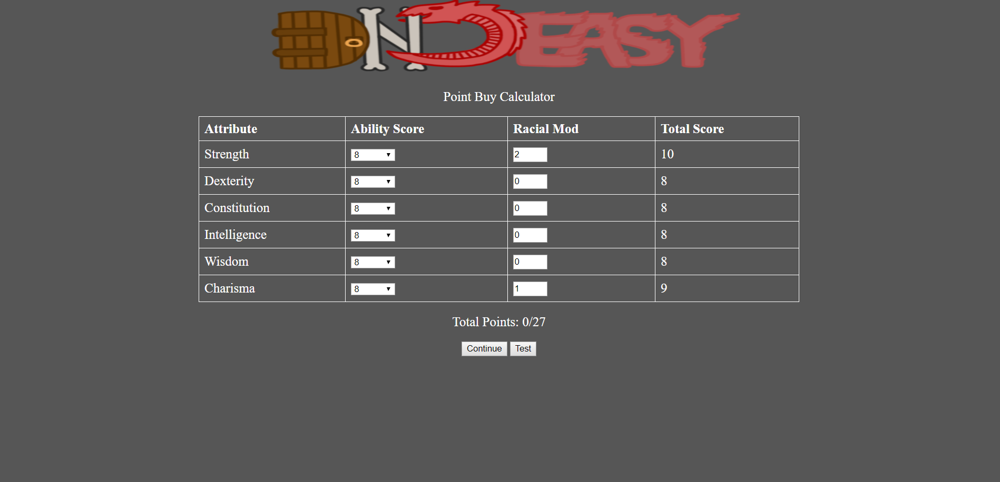 DNDEASY
Point Buy Calculator
Attribute Ability Score Racial Mod Total Score
Strength 8 2 10
Dexterity 8 0 8
Constitution 8 0 8
Intelligence 8 0 8
Wisdom 8 0 8
Charisma 8 1 9
Total Points: 0/27
Continue Test